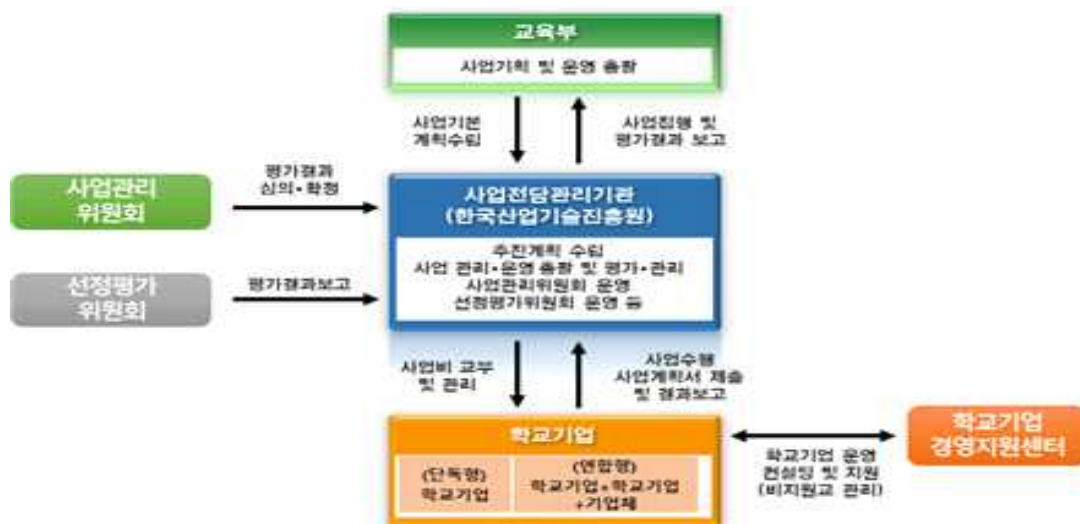 교육부
사업기획 및 운영 총괄
사업기본
계획수립
사업집행 및
평가결과 보고
사업관리
위원회
평가결과
심의·확정
사업전담관리기관
(한국산업기술진흥원)
추진계획 수립
사업 관리·운영 총괄 및 평가·관리
사업관리위원회 운영
선정평가위원회 운영 등
선정평가
위원회
평가결과보고
사업비 교부
및 관리
사업수행
사업계획서 제출
및 결과보고
학교기업
(단독형)
학교기업
(연합형)
학교기업+학교기업
+기업체
학교기업 운영
컨설팅 및 지원
(비지원교 관리)
학교기업
경영지원센터